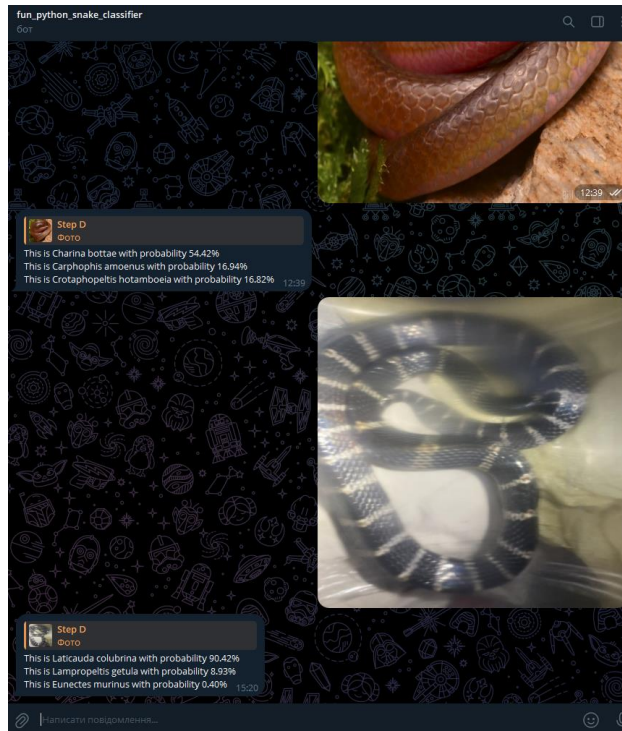 fun_python_snake_classifier
бот
12:39
Step D
Фото
This is Charina bottae with probability 54.42%
This is Carphophis amoenus with probability 16.94%
This is Crotaphopeltis hotamboeia with probability 16.82%
12:39
Step D
Фото
This is Laticauda colubrina with probability 90.42%
This is Lampropeltis getula with probability 8.93%
This is Eunectes murinus with probability 0.40%
15:20
Написати повідомлення...